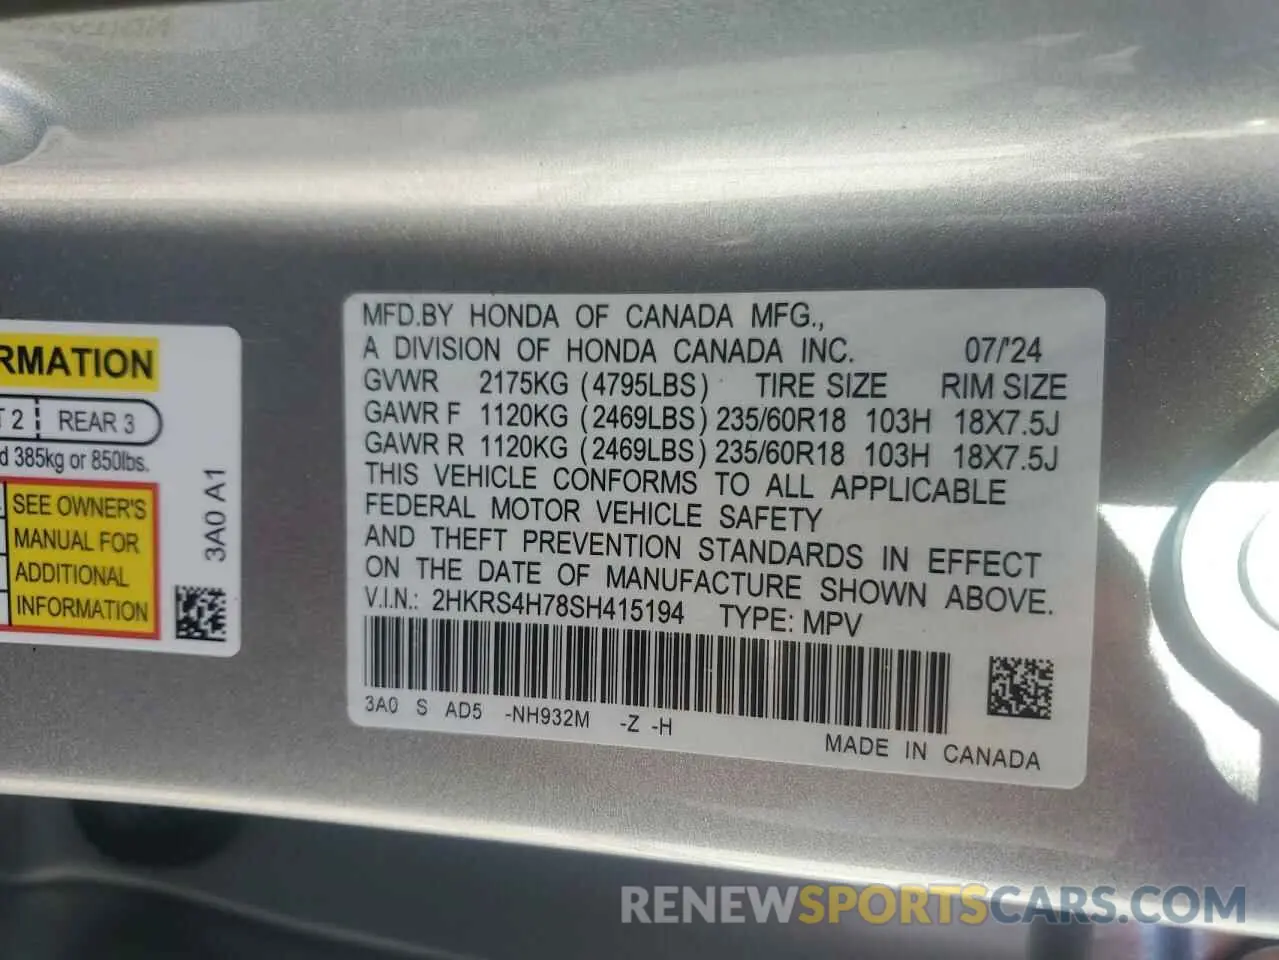 RMATION
T 2 REAR 3
d 385kg or 850lbs.
SEE OWNER'S
MANUAL FOR
ADDITIONAL
INFORMATION
3A0 A1
MFD.BY HONDA OF CANADA MFG.,
A DIVISION OF HONDA CANADA INC. 07/'24
GVWR 2175KG (4795LBS) TIRE SIZE RIM SIZE
GAWR F 1120KG (2469LBS) 235/60R18 103H 18X7.5J
GAWR R 1120KG (2469LBS) 235/60R18 103H 18X7.5J
THIS VEHICLE CONFORMS TO ALL APPLICABLE
FEDERAL MOTOR VEHICLE SAFETY
AND THEFT PREVENTION STANDARDS IN EFFECT
ON THE DATE OF MANUFACTURE SHOWN ABOVE.
V.I.N.: 2HKRS4H78SH415194 TYPE: MPV
3A0 S AD5 -NH932M -Z -H
MADE IN CANADA
RENEWSPORTSCARS.COM